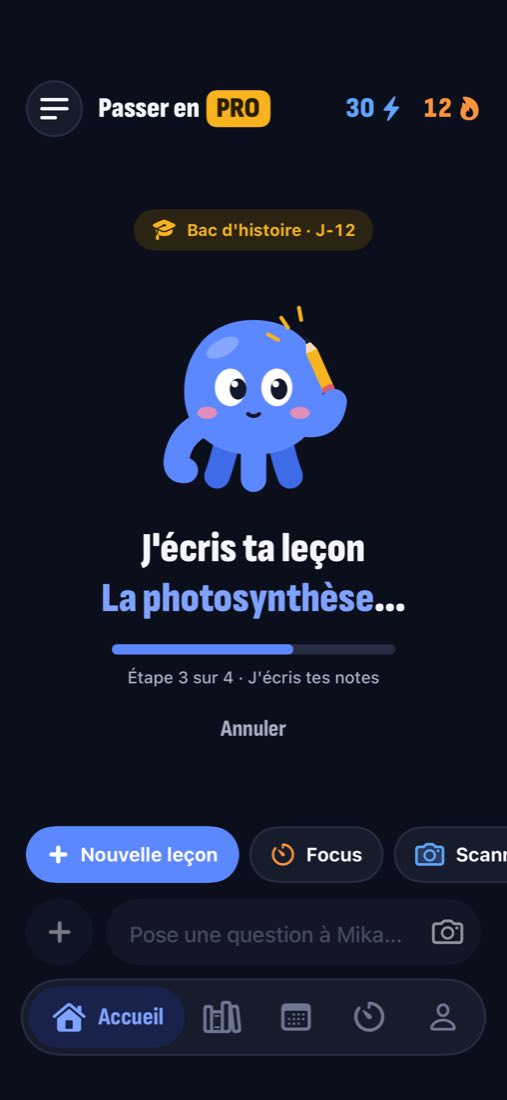 Passer en PRO 30 12
Bac d'histoire · J-12
J'écris ta leçon
La photosynthèse...
Étape 3 sur 4 · J'écris tes notes
Annuler
Nouvelle leçon Focus Scann
Pose une question à Mika...
Accueil